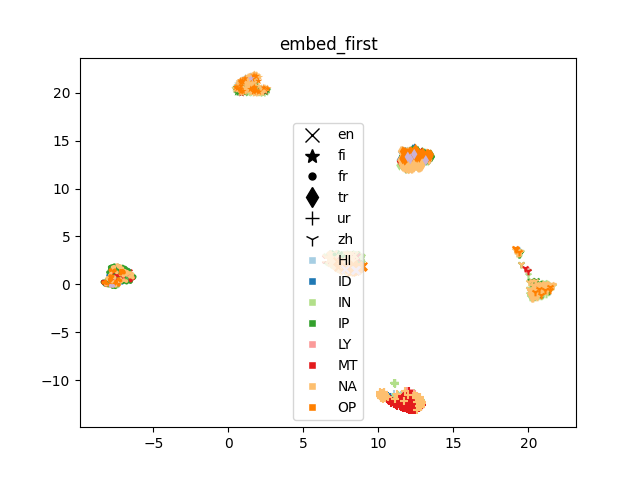 embed_first
20
15
10
5
0
−5
−10
−5
0
5
10
15
20
en
fi
fr
tr
ur
zh
HI
ID
IN
IP
LY
MT
NA
OP